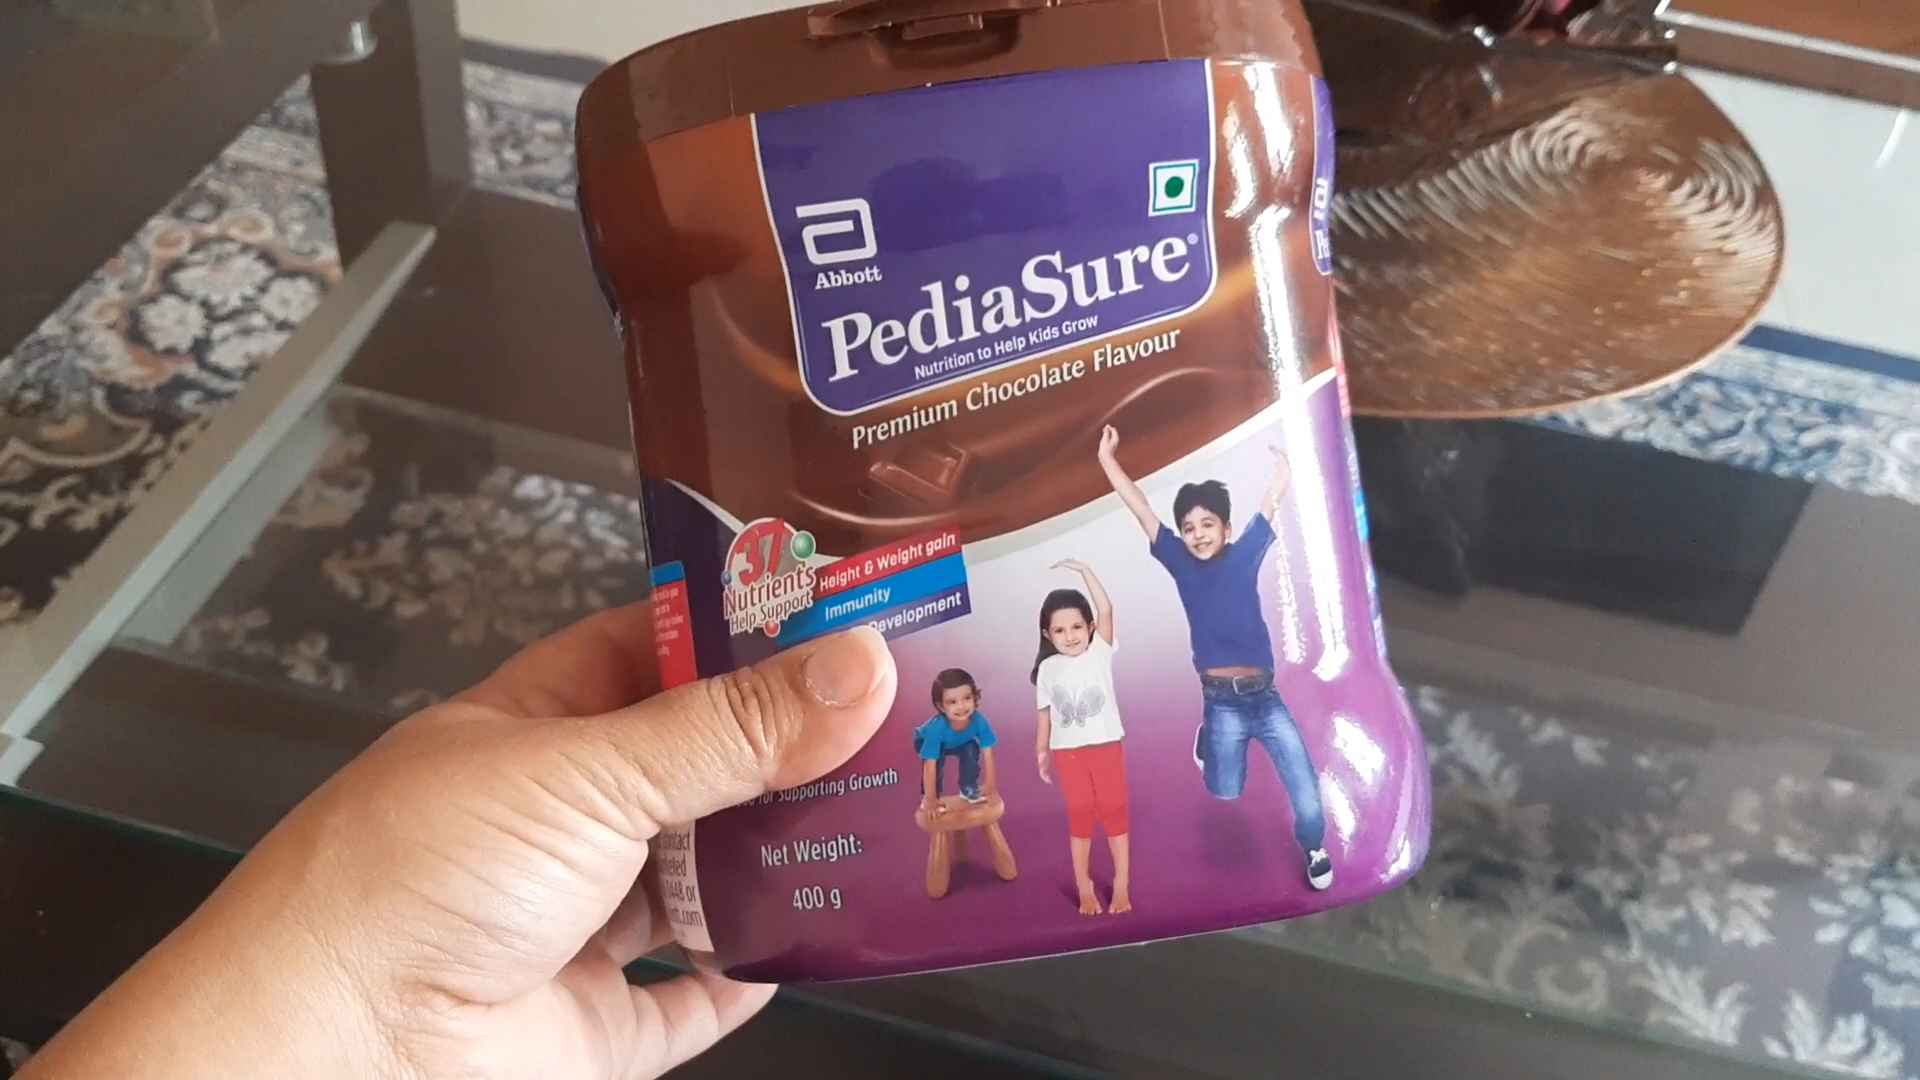 Abbott
PediaSure®
Nutrition to Help Kids Grow
Premium Chocolate Flavour
37
Nutrients
Help Support
Height & Weight gain
Immunity
Development
Supporting Growth
Net Weight:
400 g